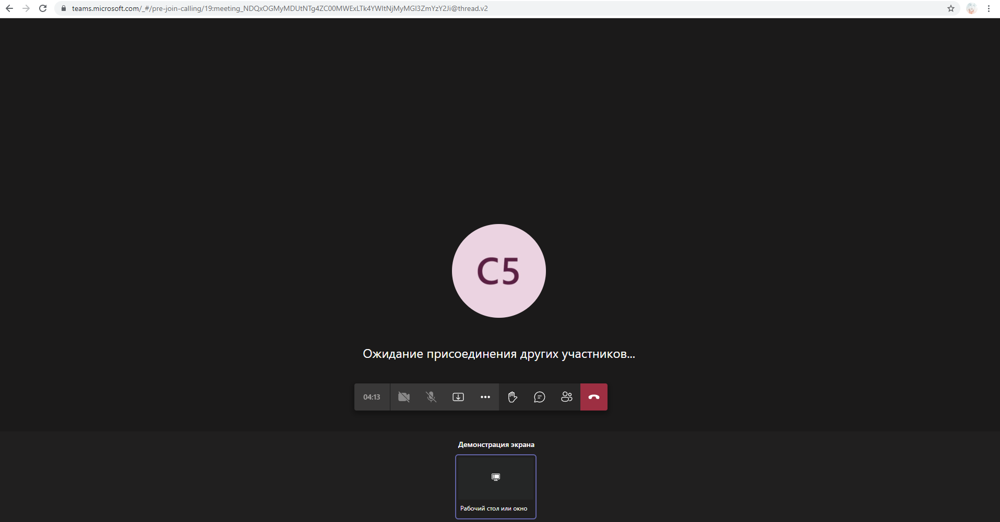 teams.microsoft.com/_#/pre-join-calling/19:meeting_NDQxOGMyMDUtNTg4ZC00MWExLTk4YWItNjMyMGI3ZmYzY2Ji@thread.v2
C5
Ожидание присоединения других участников...
04:13
Демонстрация экрана
Рабочий стол или окно